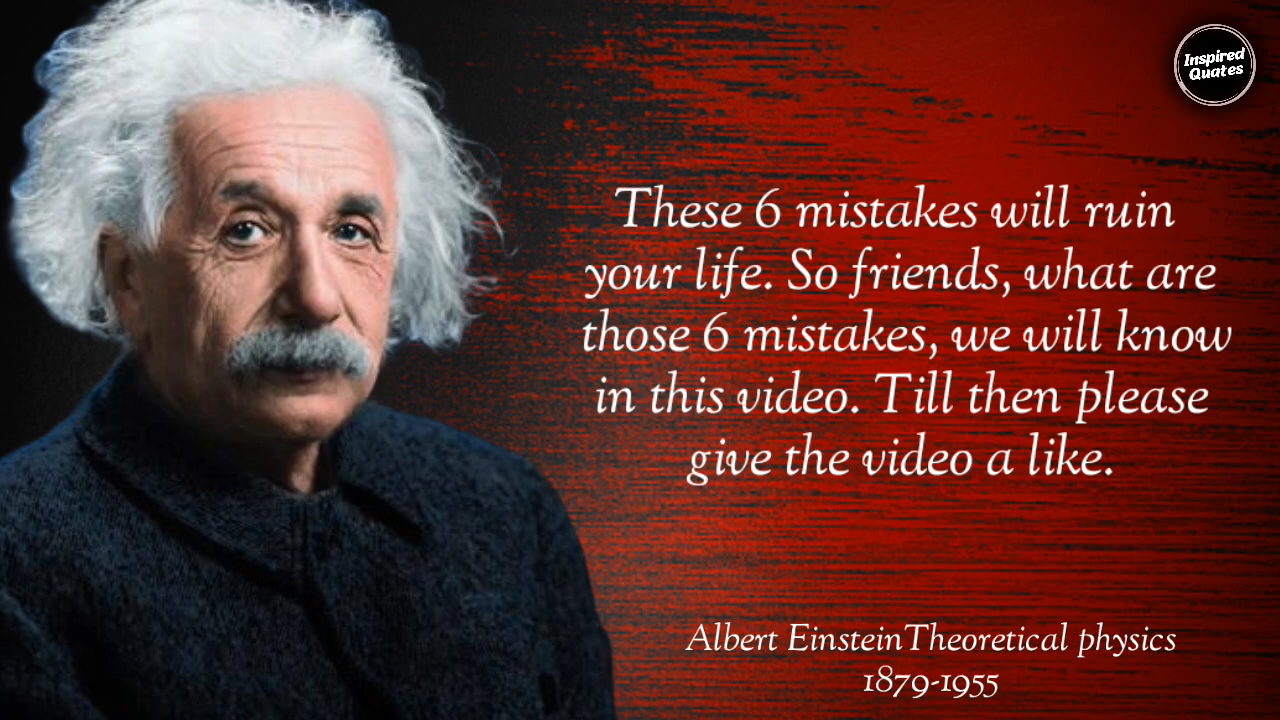 Inspired
Quates
These 6 mistakes will ruin
your life. So friends, what are
those 6 mistakes, we will know
in this video. Till then please
give the video a like.
Albert EinsteinTheoretical physics
1879-1955